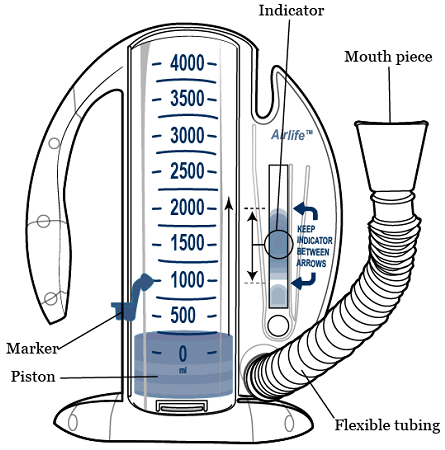 Indicator
Mouth piece
4000
3500
3000
2500
2000
1500
1000
500
0
ml
Airlife™
KEEP
INDICATOR
BETWEEN
ARROWS
Marker
Piston
Flexible tubing